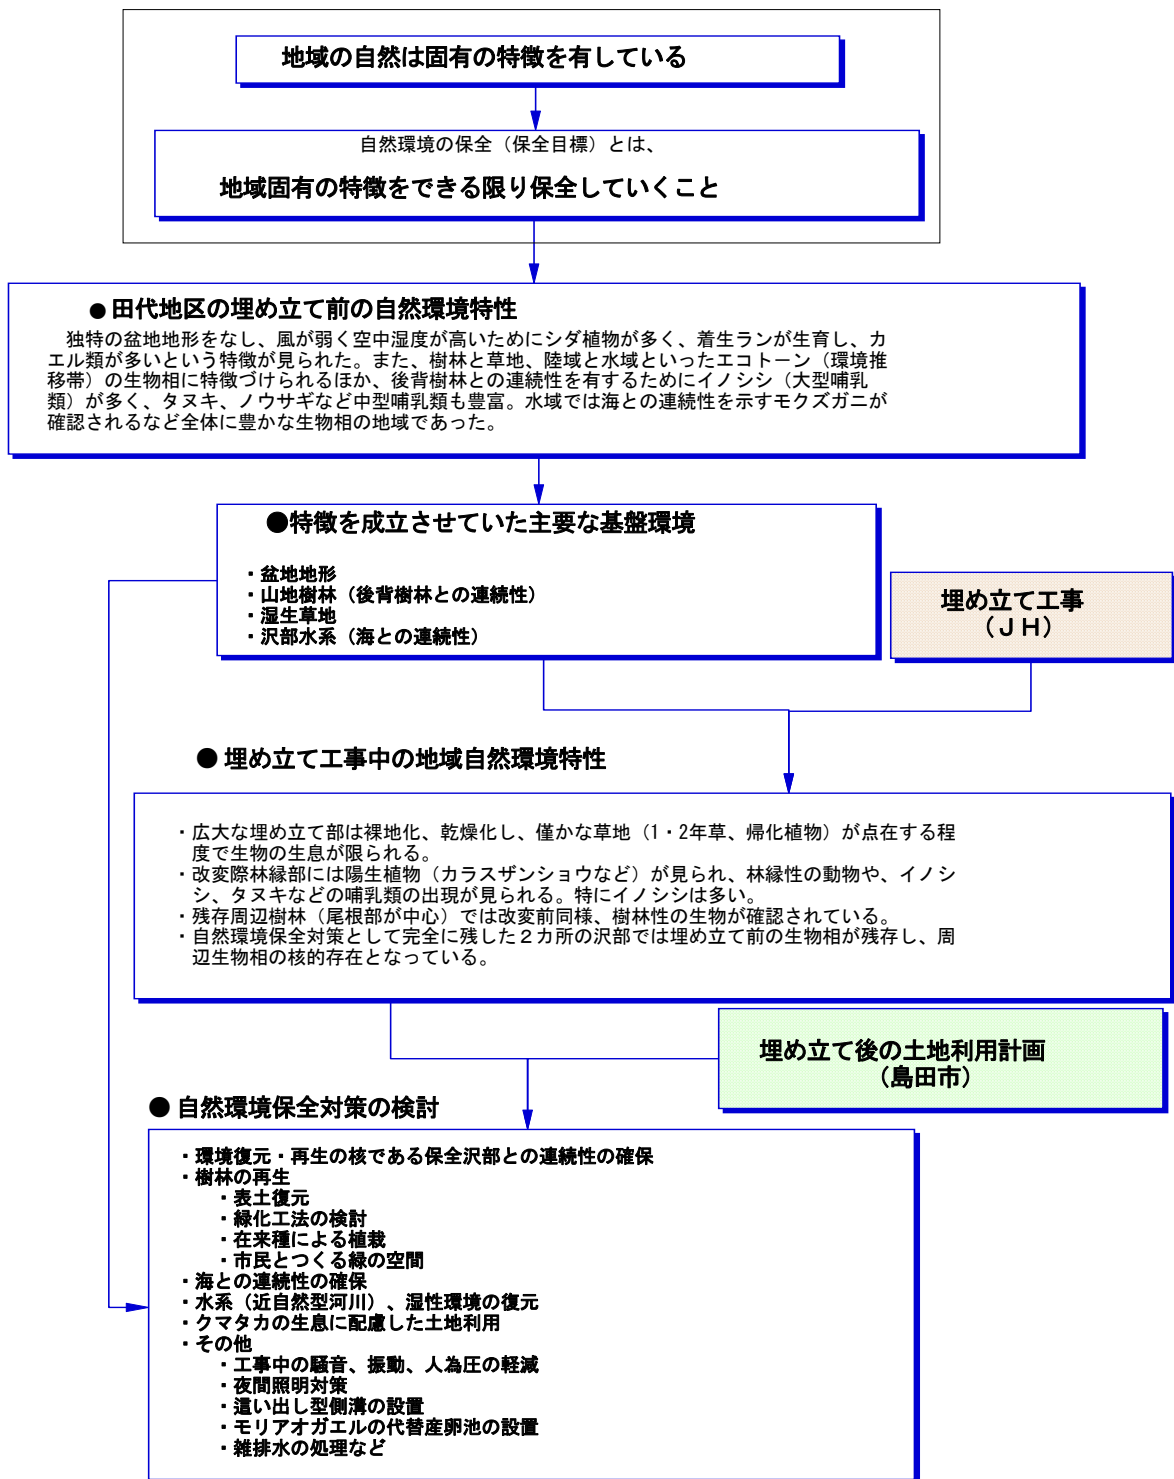 地域の自然は固有の特徴を有している
自然環境の保全（保全目標）とは、
地域固有の特徴をできる限り保全していくこと
●田代地区の埋め立て前の自然環境特性
独特の盆地地形をなし、風が弱く空中湿度が高いためにシダ植物が多く、着生ランが生育し、カ
エル類が多いという特徴が見られた。また、樹林と草地、陸域と水域といったエコトーン（環境推
移帯）の生物相に特徴づけられるほか、後背樹林との連続性を有するためにイノシシ（大型哺乳
類）が多く、タヌキ、ノウサギなど中型哺乳類も豊富。水域では海との連続性を示すモクズガニが
確認されるなど全体に豊かな生物相の地域であった。
●特徴を成立させていた主要な基盤環境
・盆地地形
・山地樹林（後背樹林との連続性）
・湿生草地
・沢部水系（海との連続性）
埋め立て工事
（ＪＨ）
● 埋め立て工事中の地域自然環境特性
・広大な埋め立て部は裸地化、乾燥化し、僅かな草地（1・2年草、帰化植物）が点在する程
度で生物の生息が限られる。
・改変際林縁部には陽生植物（カラスザンショウなど）が見られ、林縁性の動物や、イノシ
シ、タヌキなどの哺乳類の出現が見られる。特にイノシシは多い。
・残存周辺樹林（尾根部が中心）では改変前同様、樹林性の生物が確認されている。
・自然環境保全対策として完全に残した２カ所の沢部では埋め立て前の生物相が残存し、周
辺生物相の核的存在となっている。
埋め立て後の土地利用計画
（島田市）
● 自然環境保全対策の検討
・環境復元・再生の核である保全沢部との連続性の確保
・樹林の再生
・表土復元
・緑化工法の検討
・在来種による植栽
・市民とつくる緑の空間
・海との連続性の確保
・水系（近自然型河川）、湿性環境の復元
・クマタカの生息に配慮した土地利用
・その他
・工事中の騒音、振動、人為圧の軽減
・夜間照明対策
・這い出し型側溝の設置
・モリアオガエルの代替産卵池の設置
・雑排水の処理など